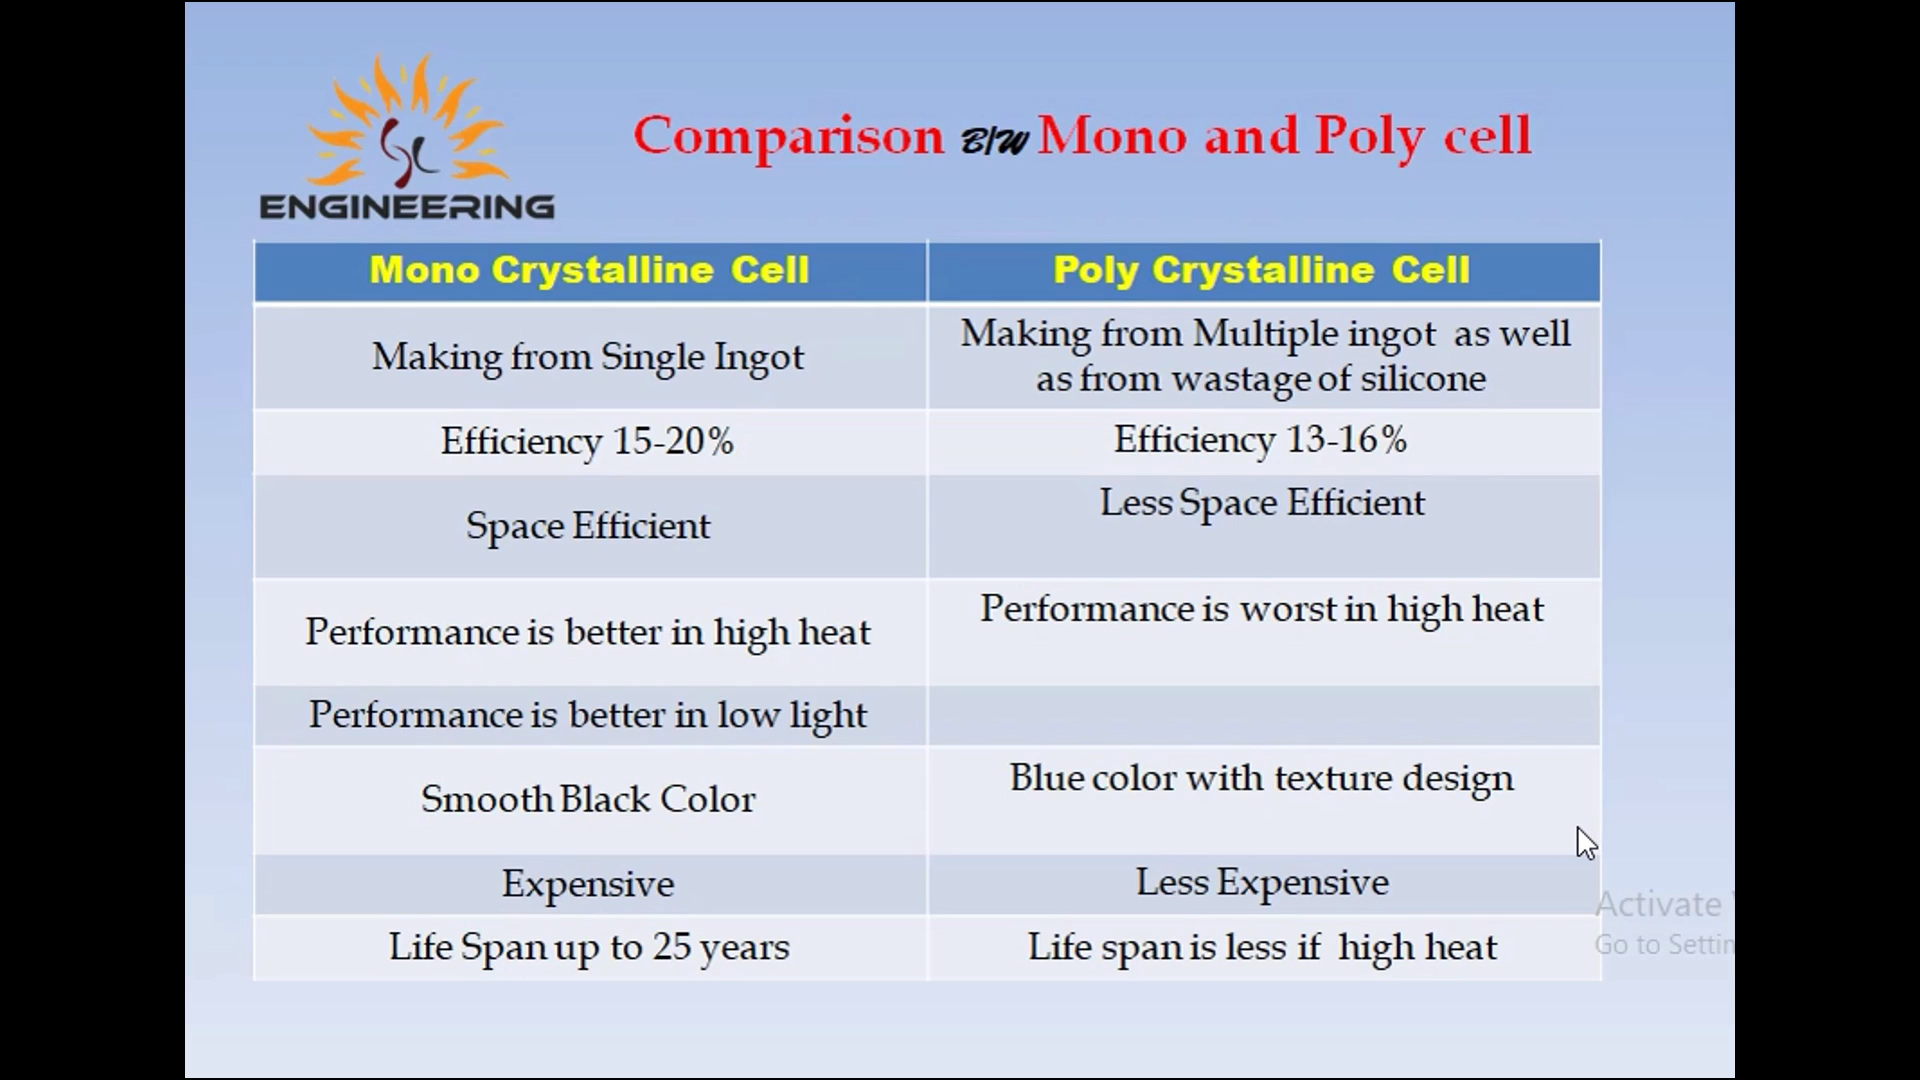 SC
ENGINEERING
Comparison B/W Mono and Poly cell
Mono Crystalline Cell
Poly Crystalline Cell
Making from Single Ingot
Making from Multiple ingot as well
as from wastage of silicone
Efficiency 15-20%
Efficiency 13-16%
Space Efficient
Less Space Efficient
Performance is better in high heat
Performance is worst in high heat
Performance is better in low light
Smooth Black Color
Blue color with texture design
Expensive
Less Expensive
Life Span up to 25 years
Life span is less if high heat
Activate
Go to Settin